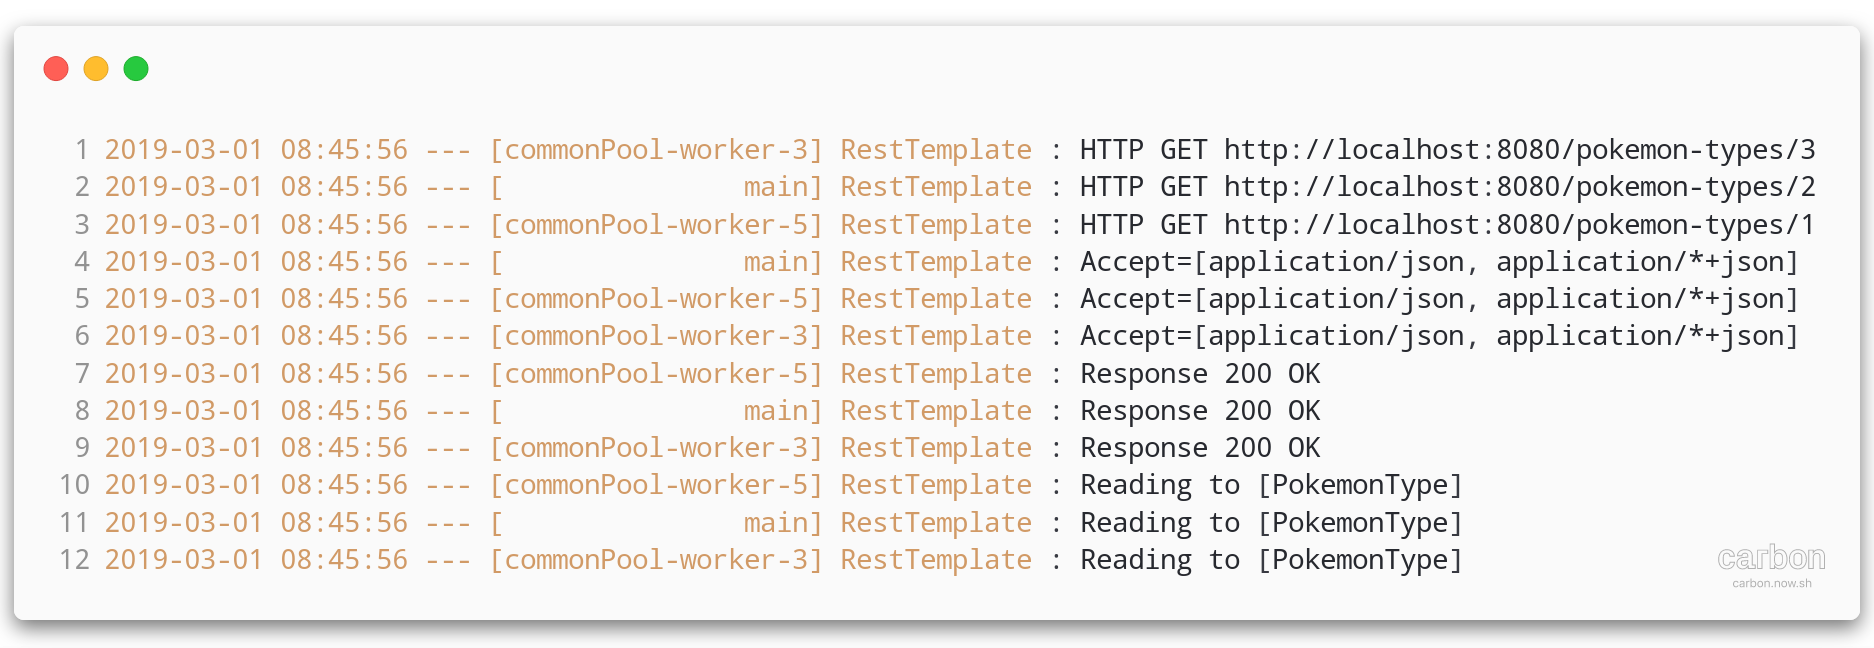 1 2019-03-01 08:45:56 --- [commonPool-worker-3] RestTemplate : HTTP GET http://localhost:8080/pokemon-types/3
2 2019-03-01 08:45:56 --- [               main] RestTemplate : HTTP GET http://localhost:8080/pokemon-types/2
3 2019-03-01 08:45:56 --- [commonPool-worker-5] RestTemplate : HTTP GET http://localhost:8080/pokemon-types/1
4 2019-03-01 08:45:56 --- [               main] RestTemplate : Accept=[application/json, application/*+json]
5 2019-03-01 08:45:56 --- [commonPool-worker-5] RestTemplate : Accept=[application/json, application/*+json]
6 2019-03-01 08:45:56 --- [commonPool-worker-3] RestTemplate : Accept=[application/json, application/*+json]
7 2019-03-01 08:45:56 --- [commonPool-worker-5] RestTemplate : Response 200 OK
8 2019-03-01 08:45:56 --- [               main] RestTemplate : Response 200 OK
9 2019-03-01 08:45:56 --- [commonPool-worker-3] RestTemplate : Response 200 OK
10 2019-03-01 08:45:56 --- [commonPool-worker-5] RestTemplate : Reading to [PokemonType]
11 2019-03-01 08:45:56 --- [               main] RestTemplate : Reading to [PokemonType]
12 2019-03-01 08:45:56 --- [commonPool-worker-3] RestTemplate : Reading to [PokemonType]
carbon
carbon.now.sh